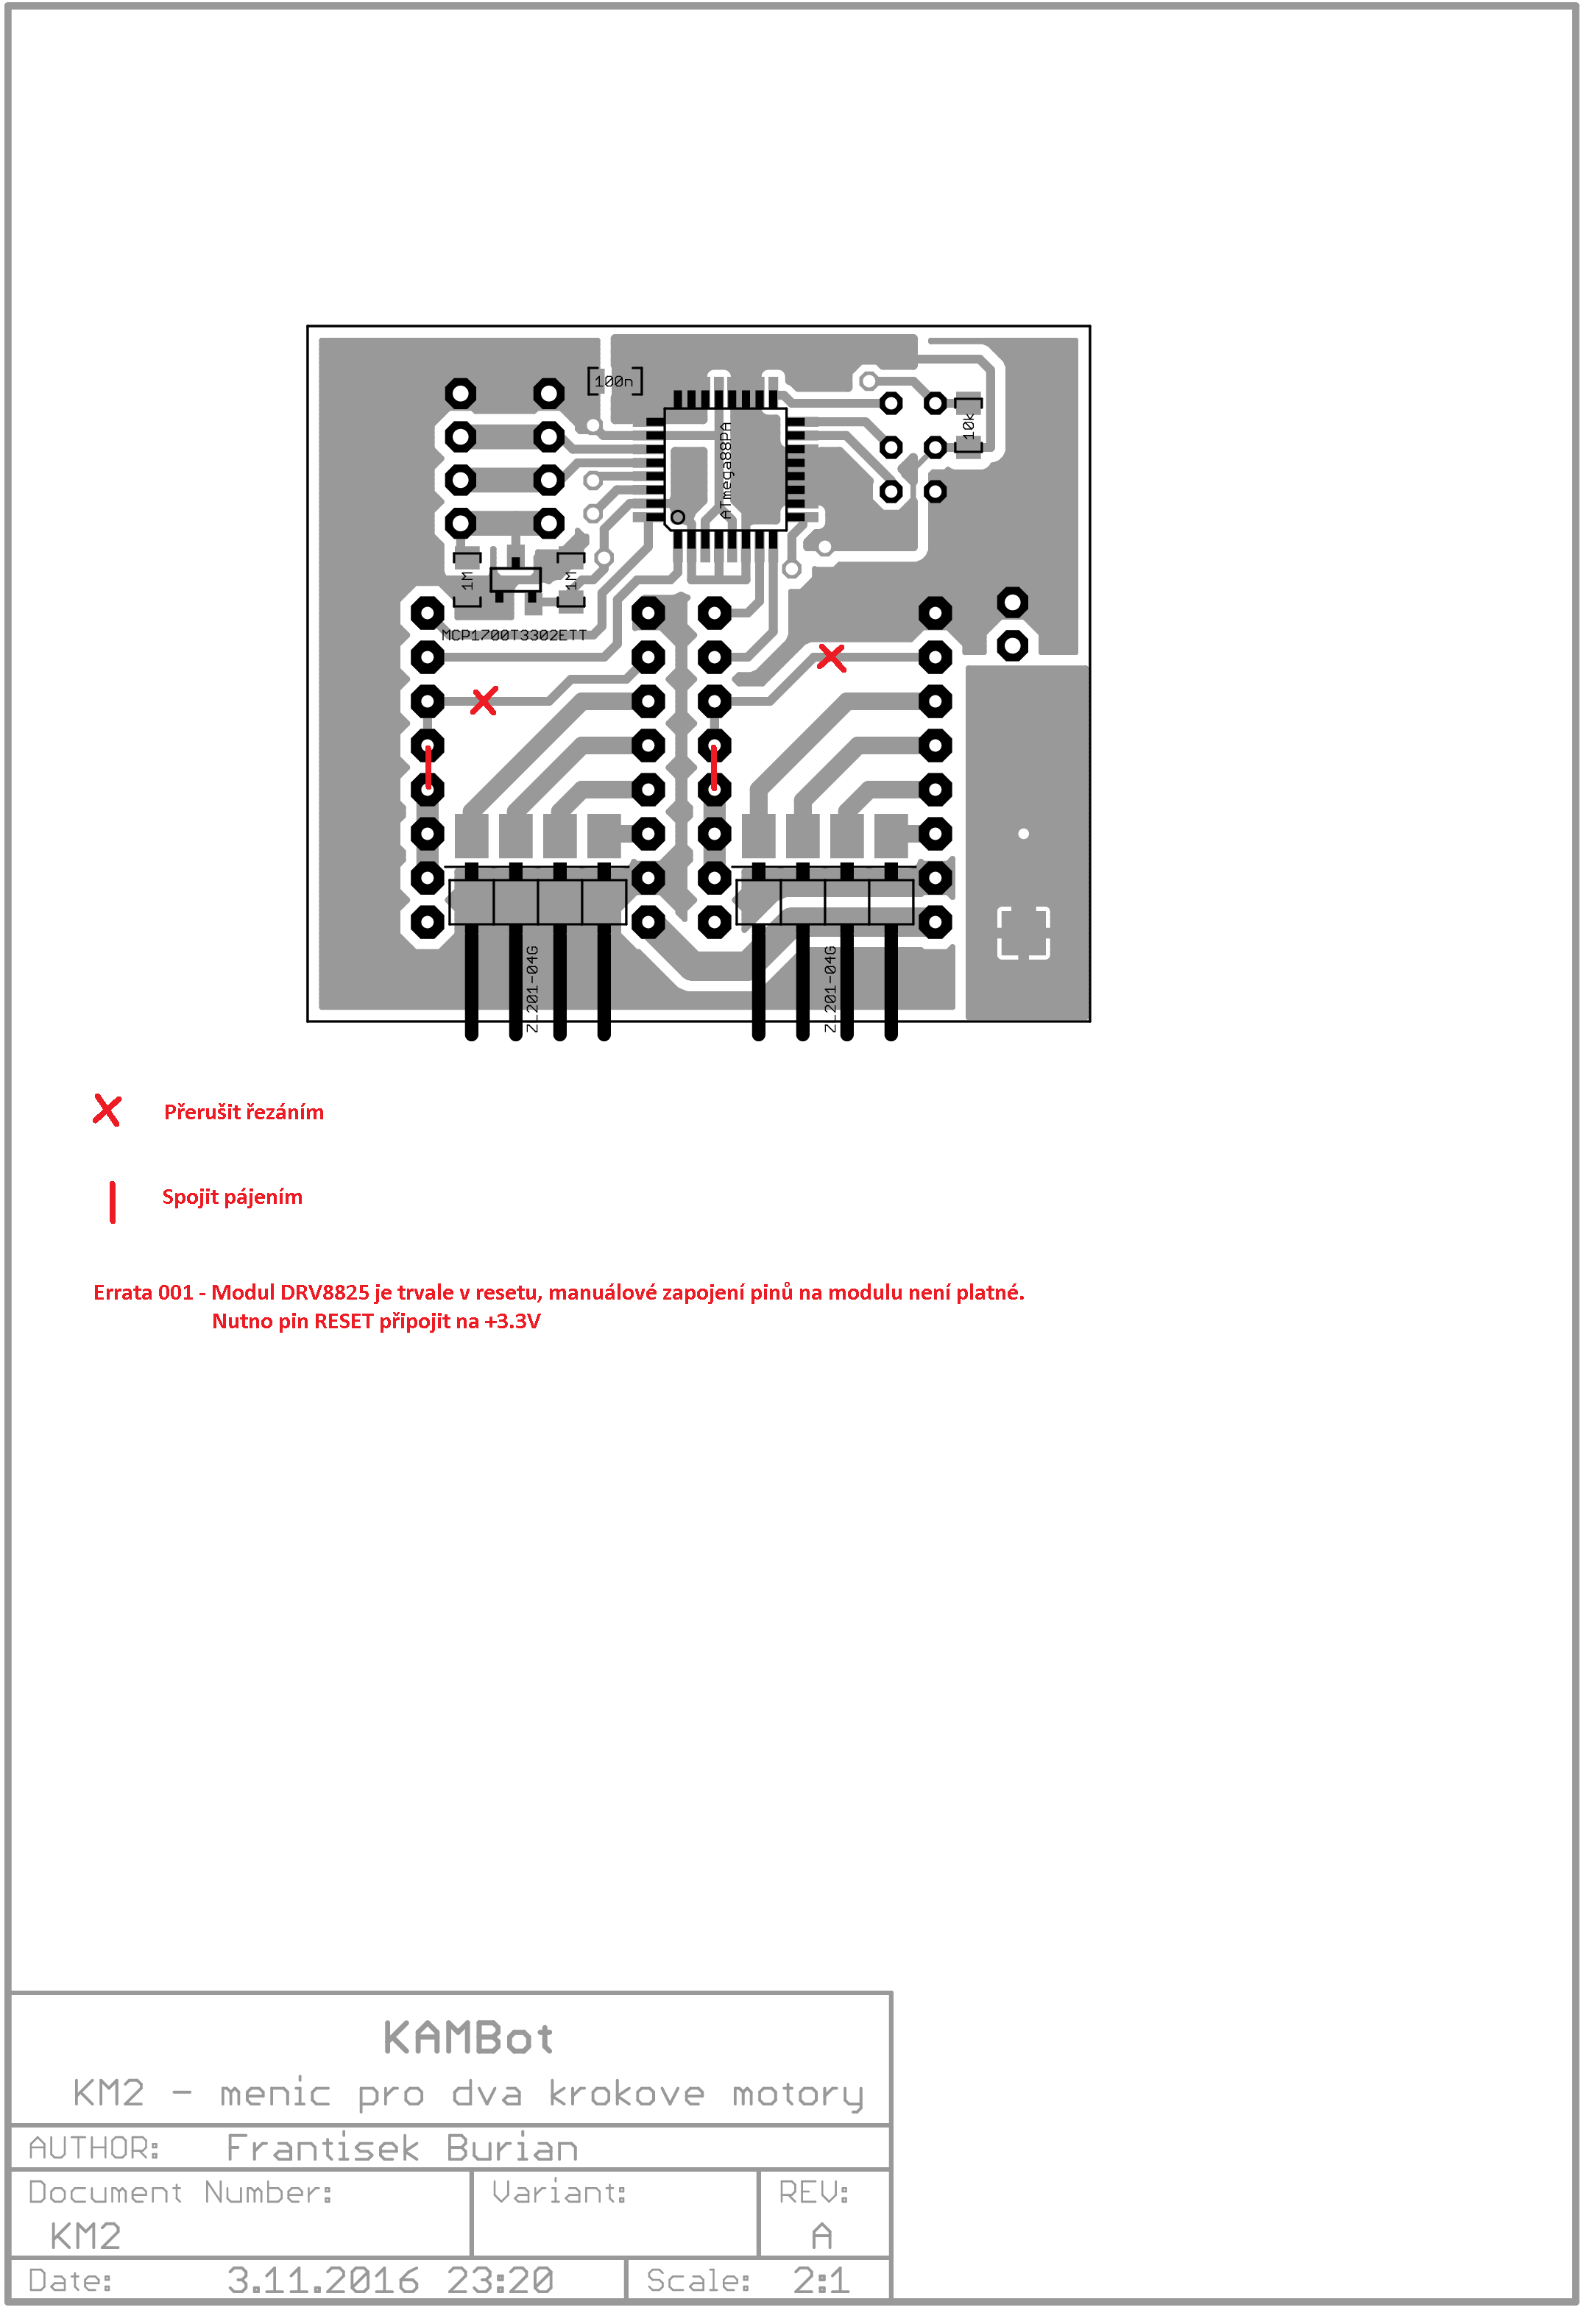 100n
ATmega88PA
10k
1M
1M
MCP1700T3302ETT
Z_201-04G
Z_201-04G
Přerušit řezáním
Spojit pájením
Errata 001 - Modul DRV8825 je trvale v resetu, manuálové zapojení pinů na modulu není platné.
Nutno pin RESET připojit na +3.3V
KAMBot
KM2 - menic pro dva krokove motory
AUTHOR: Frantisek Burian
Document Number: Variant: REV:
KM2 A
Date: 3.11.2016 23:20 Scale: 2:1